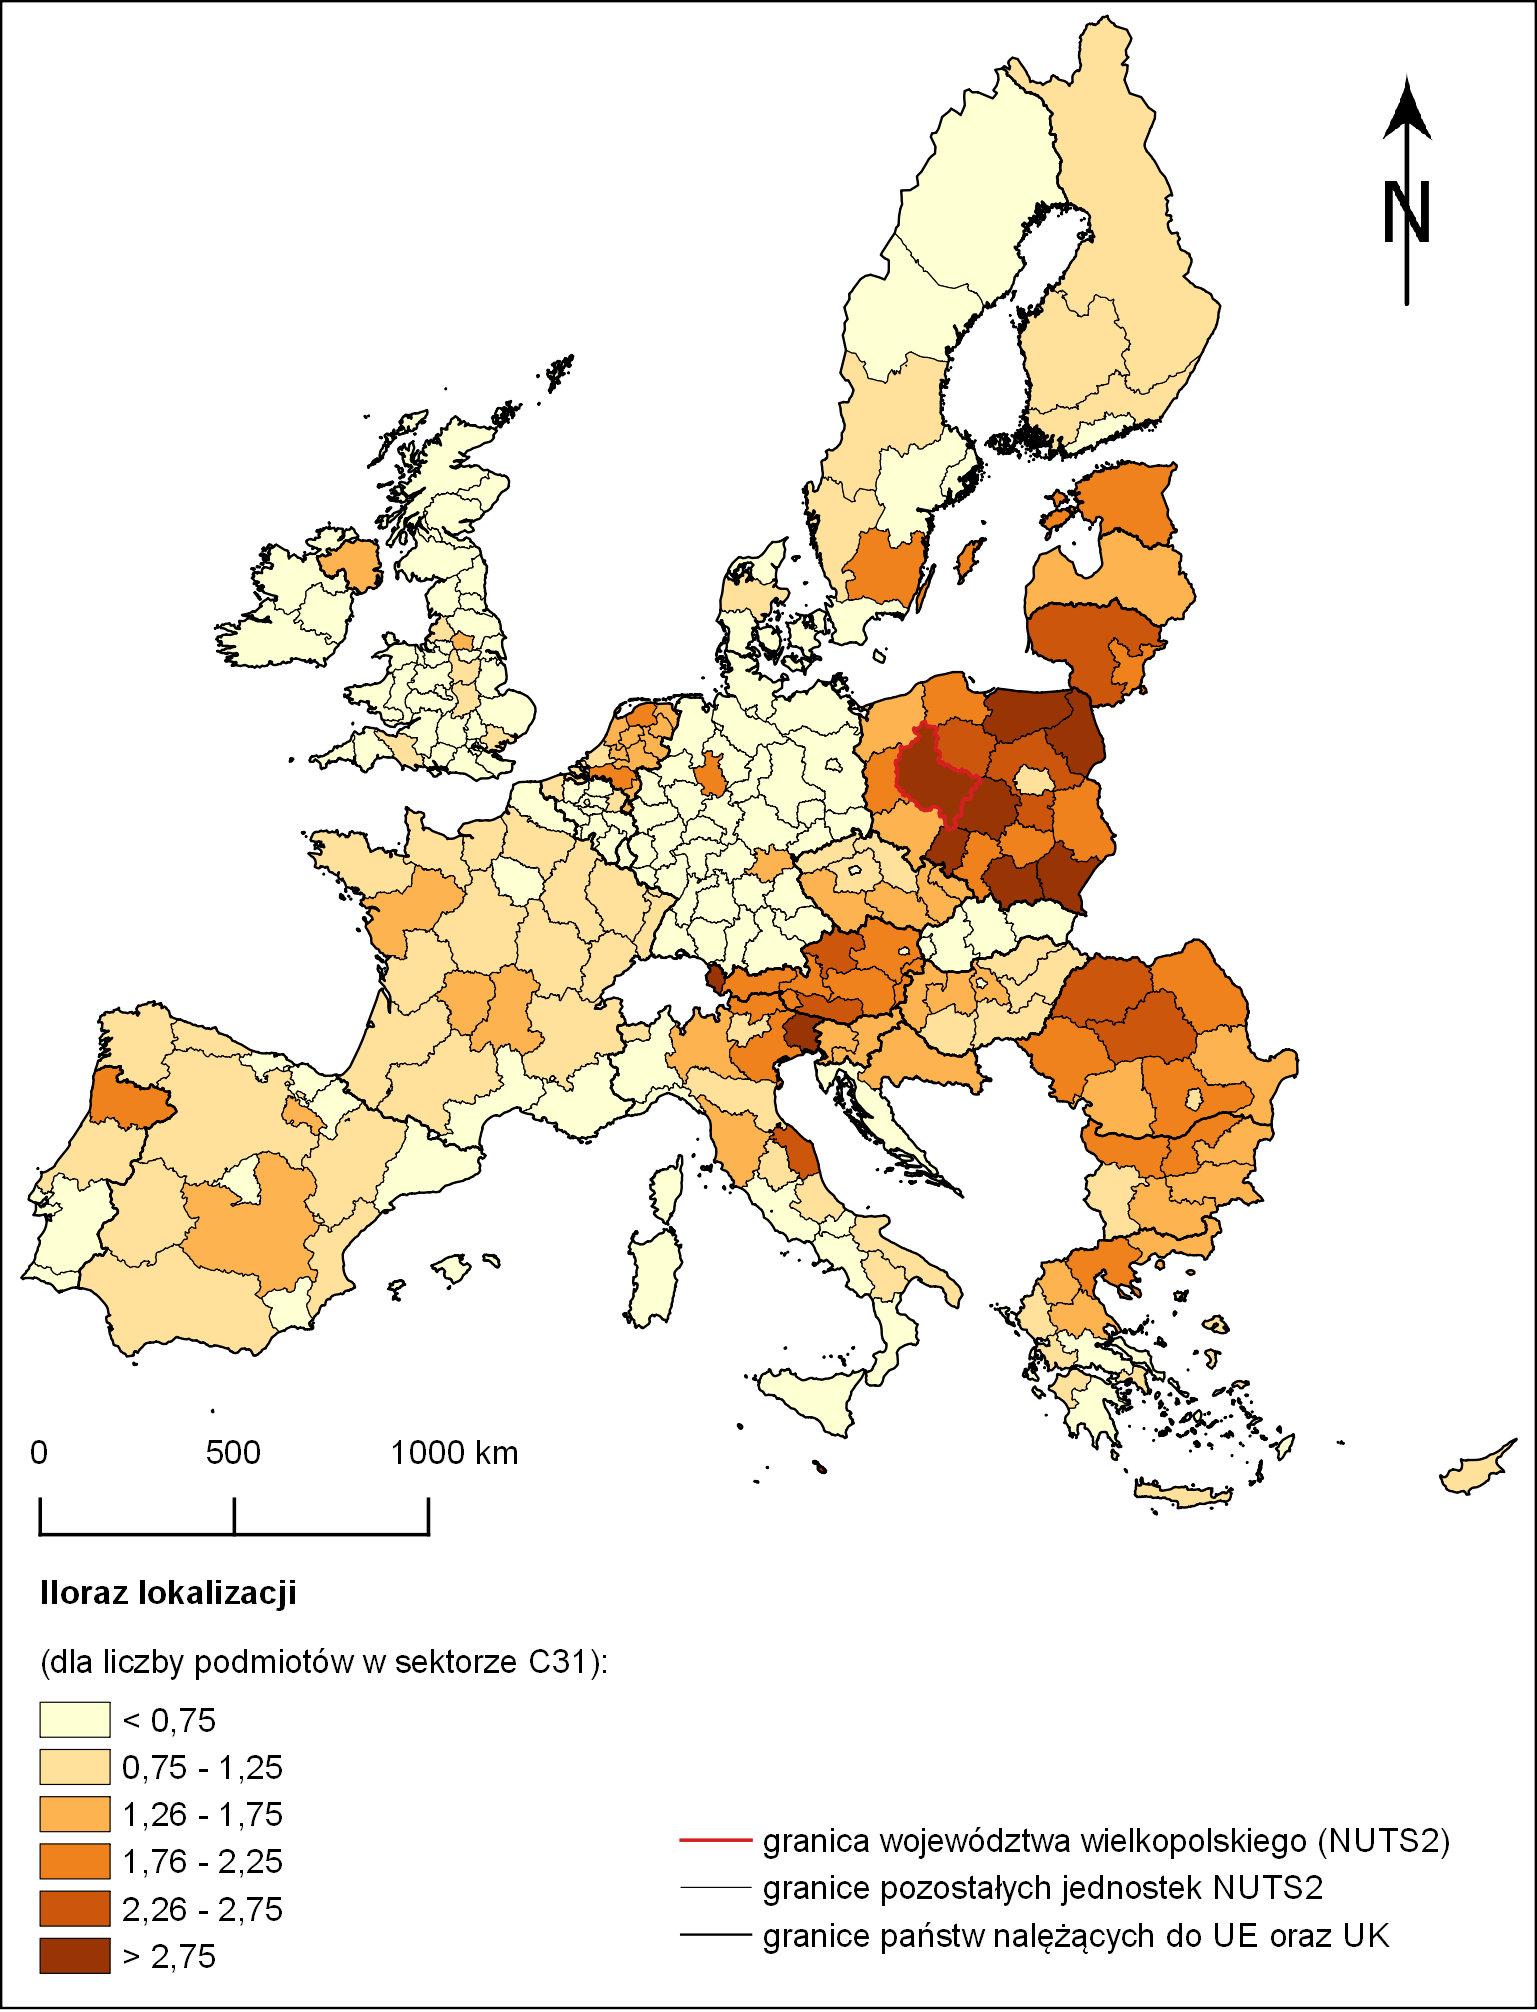 N
0 500 1000 km
Iloraz lokalizacji
(dla liczby podmiotów w sektorze C31):
< 0,75
0,75 - 1,25
1,26 - 1,75
1,76 - 2,25
2,26 - 2,75
> 2,75
granica województwa wielkopolskiego (NUTS2)
granice pozostałych jednostek NUTS2
granice państw nalężących do UE oraz UK